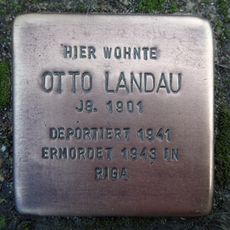 HIER WOHNTE
OTTO LANDAU
JG. 1901
DEPORTIERT 1941
ERMORDET 1943 IN
RIGA